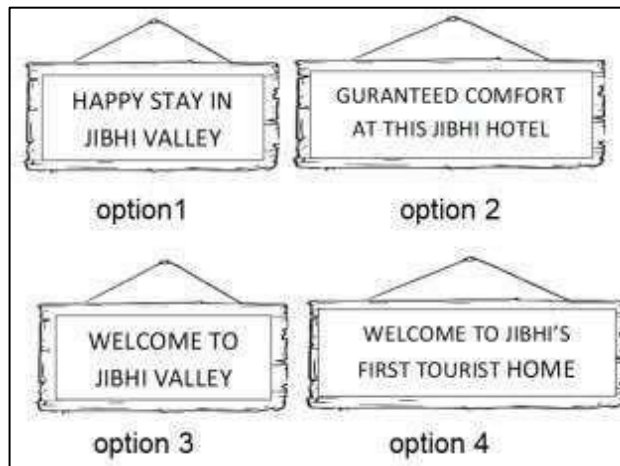 HAPPY STAY IN
JIBHI VALLEY
option1
GURANTEED COMFORT
AT THIS JIBHI HOTEL
option 2
WELCOME TO
JIBHI VALLEY
option 3
WELCOME TO JIBHI'S
FIRST TOURIST HOME
option 4